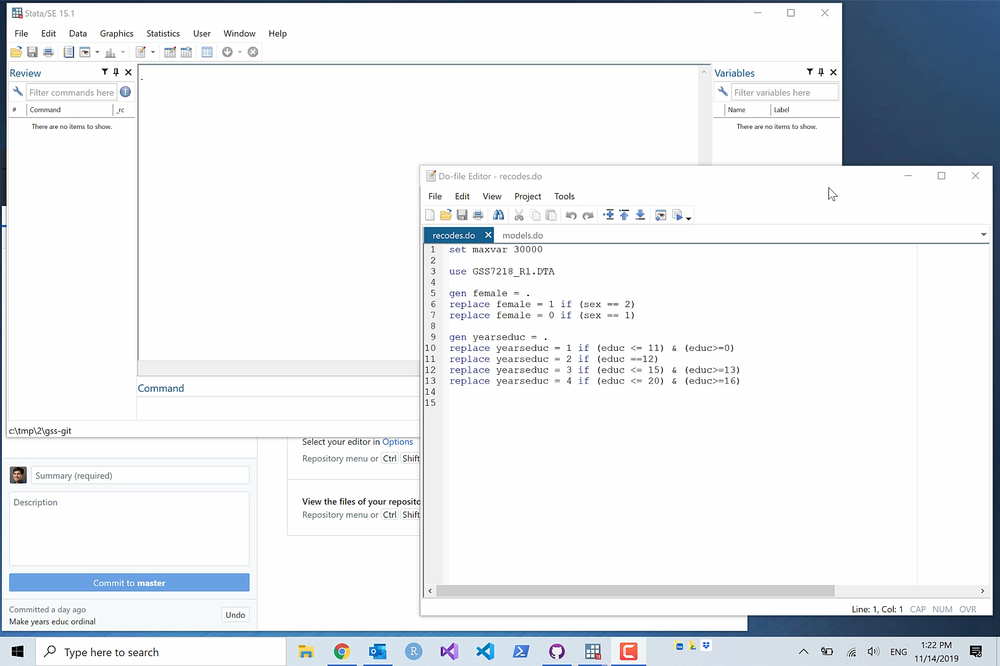 Stata/SE 15.1
File Edit Data Graphics Statistics User Window Help
Review
Filter commands here
# Command _rc
There are no items to show.
.
Variables
Filter variables here
Name Label
There are no items to show.
Command
c:\tmp\2\gss-git
Do-file Editor - recodes.do
File Edit View Project Tools
recodes.do models.do
1 set maxvar 30000
2
3 use GSS7218_R1.DTA
4
5 gen female = .
6 replace female = 1 if (sex == 2)
7 replace female = 0 if (sex == 1)
8
9 gen yearseduc = .
10 replace yearseduc = 1 if (educ <= 11) & (educ>=0)
11 replace yearseduc = 2 if (educ ==12)
12 replace yearseduc = 3 if (educ <= 15) & (educ>=13)
13 replace yearseduc = 4 if (educ <= 20) & (educ>=16)
14
15
Line: 1, Col: 1 CAP NUM OVR
Select your editor in Options
Repository menu or Ctrl Shift
View the files of your reposito
Repository menu or Ctrl Shift
Summary (required)
Description
Commit to master
Committed a day ago
Make years educ ordinal
Undo
Type here to search
ENG
1:22 PM
11/14/2019